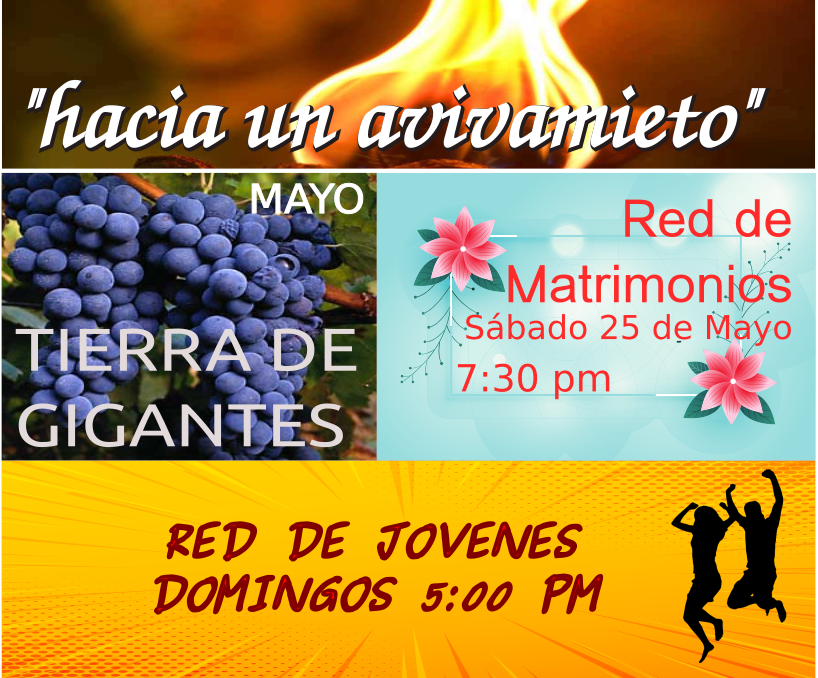 "hacia un avivamieto"
MAYO
TIERRA DE
GIGANTES
Red de
Matrimonios
Sábado 25 de Mayo
7:30 pm
RED DE JOVENES
DOMINGOS 5:00 PM